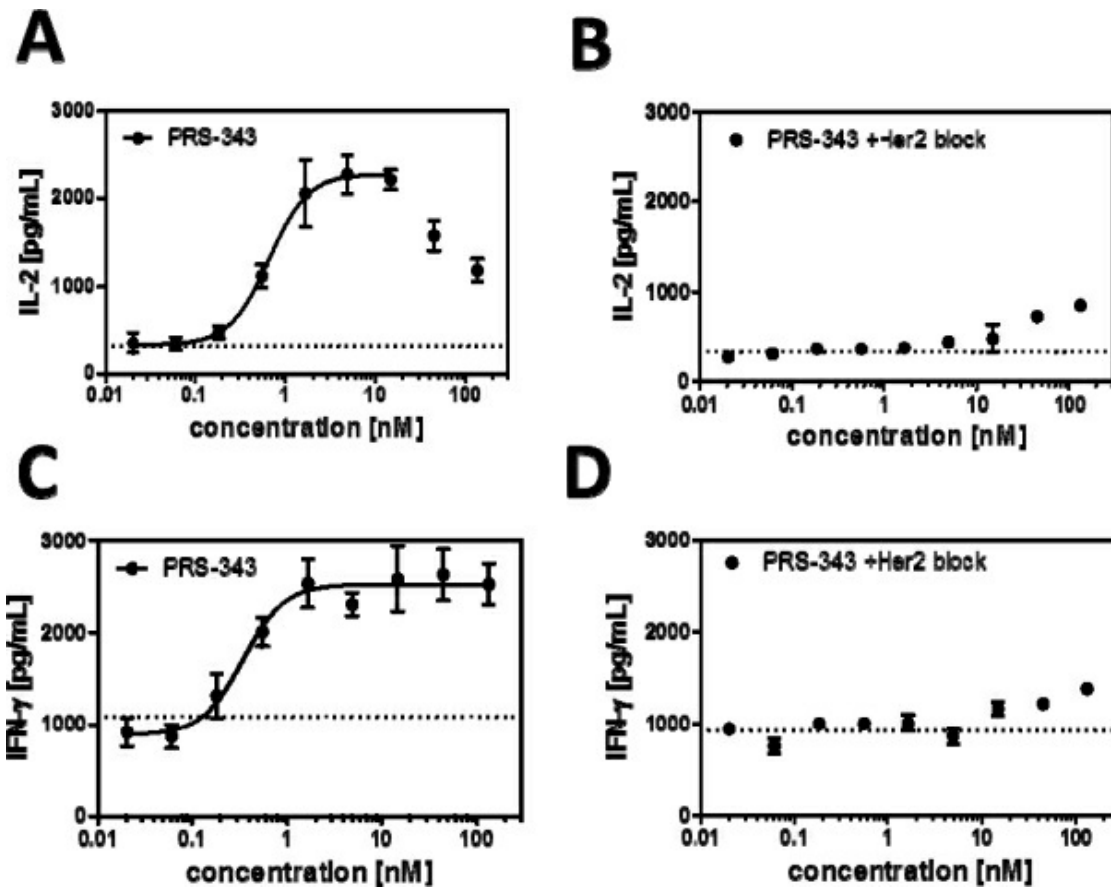 A
3000
2000
1000
0
IL-2 [pg/mL]
PRS-343
0.01 0.1 1 10 100
concentration [nM]
B
3000
2000
1000
0
IL-2 [pg/mL]
PRS-343 +Her2 block
0.01 0.1 1 10 100
concentration [nM]
C
3000
2000
1000
0
IFN-γ [pg/mL]
PRS-343
0.01 0.1 1 10 100
concentration [nM]
D
3000
2000
1000
0
IFN-γ [pg/mL]
PRS-343 +Her2 block
0.01 0.1 1 10 100
concentration [nM]